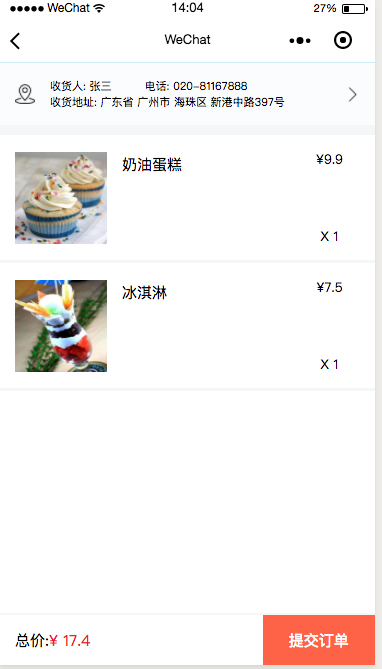 WeChat 14:04 27%
WeChat
收货人: 张三 电话: 020-81167888
收货地址: 广东省 广州市 海珠区 新港中路397号
奶油蛋糕 ¥9.9
X 1
冰淇淋 ¥7.5
X 1
总价:¥ 17.4 提交订单